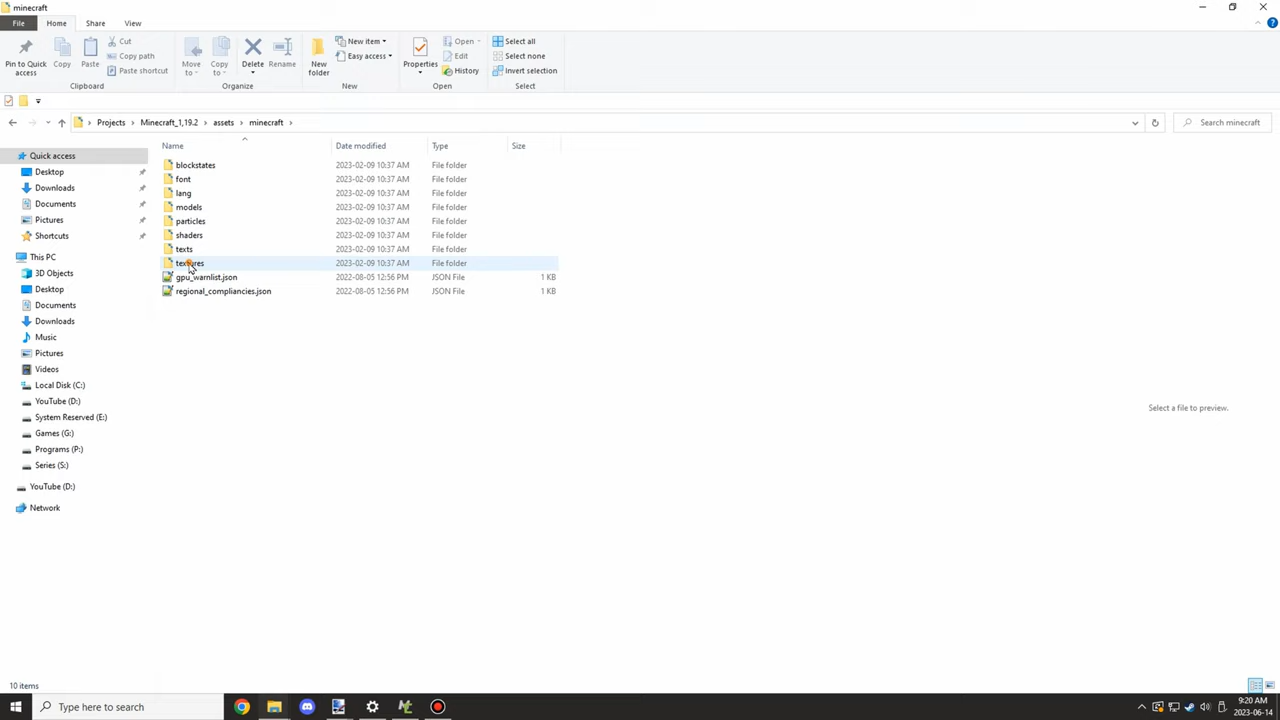 minecraft
File Home Share View
Pin to Quick access
Copy
Paste
Cut
Copy path
Paste shortcut
Clipboard
Move to
Copy to
Delete
Rename
Organize
New folder
New item
Easy access
New
Properties
Open
Edit
History
Open
Select all
Select none
Invert selection
Select
Projects Minecraft_1,19.2 assets minecraft
Search minecraft
Name Date modified Type Size
blockstates 2023-02-09 10:37 AM File folder
font 2023-02-09 10:37 AM File folder
lang 2023-02-09 10:37 AM File folder
models 2023-02-09 10:37 AM File folder
particles 2023-02-09 10:37 AM File folder
shaders 2023-02-09 10:37 AM File folder
texts 2023-02-09 10:37 AM File folder
textures 2023-02-09 10:37 AM File folder
gpu_warnlist.json 2022-08-05 12:56 PM JSON File 1 KB
regional_compliancies.json 2022-08-05 12:56 PM JSON File 1 KB
Quick access
Desktop
Downloads
Documents
Pictures
Shortcuts
This PC
3D Objects
Desktop
Documents
Downloads
Music
Pictures
Videos
Local Disk (C:)
YouTube (D:)
System Reserved (E:)
Games (G:)
Programs (P:)
Series (S:)
YouTube (D:)
Network
Select a file to preview.
10 items
Type here to search
9:20 AM
2023-06-14